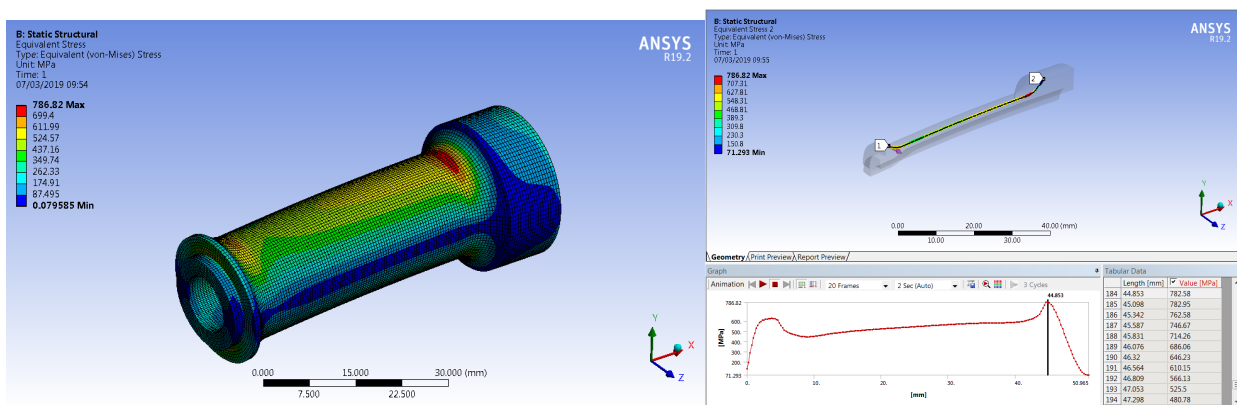 B: Static Structural
Equivalent Stress
Type: Equivalent (von-Mises) Stress
Unit: MPa
Time: 1
07/03/2019 09:54
786.82 Max
699.4
611.99
524.57
437.16
349.74
262.33
174.91
87.495
0.079585 Min
ANSYS
R19.2
0.000 15.000 30.000 (mm)
7.500 22.500
Y
X
Z
B: Static Structural
Equivalent Stress 2
Type: Equivalent (von-Mises) Stress
Unit: MPa
Time: 1
07/03/2019 09:55
786.82 Max
707.31
627.81
548.31
468.81
389.3
309.8
230.3
150.8
71.293 Min
ANSYS
R19.2
1
2
0.00 20.00 40.00 (mm)
10.00 30.00
Y
X
Z
Geometry Print Preview Report Preview
Graph
Animation 20 Frames 2 Sec (Auto) 3 Cycles
44.853
786.82
600.
500.
400.
300.
200.
71.293
[MPa]
0. 10. 20. 30. 40. 50.965
[mm]
Tabular Data
Length [mm] Value [MPa]
184 44.853 782.58
185 45.098 782.95
186 45.342 762.58
187 45.587 746.67
188 45.831 714.26
189 46.076 686.06
190 46.32 646.23
191 46.564 610.15
192 46.809 566.13
193 47.053 525.5
194 47.298 480.78